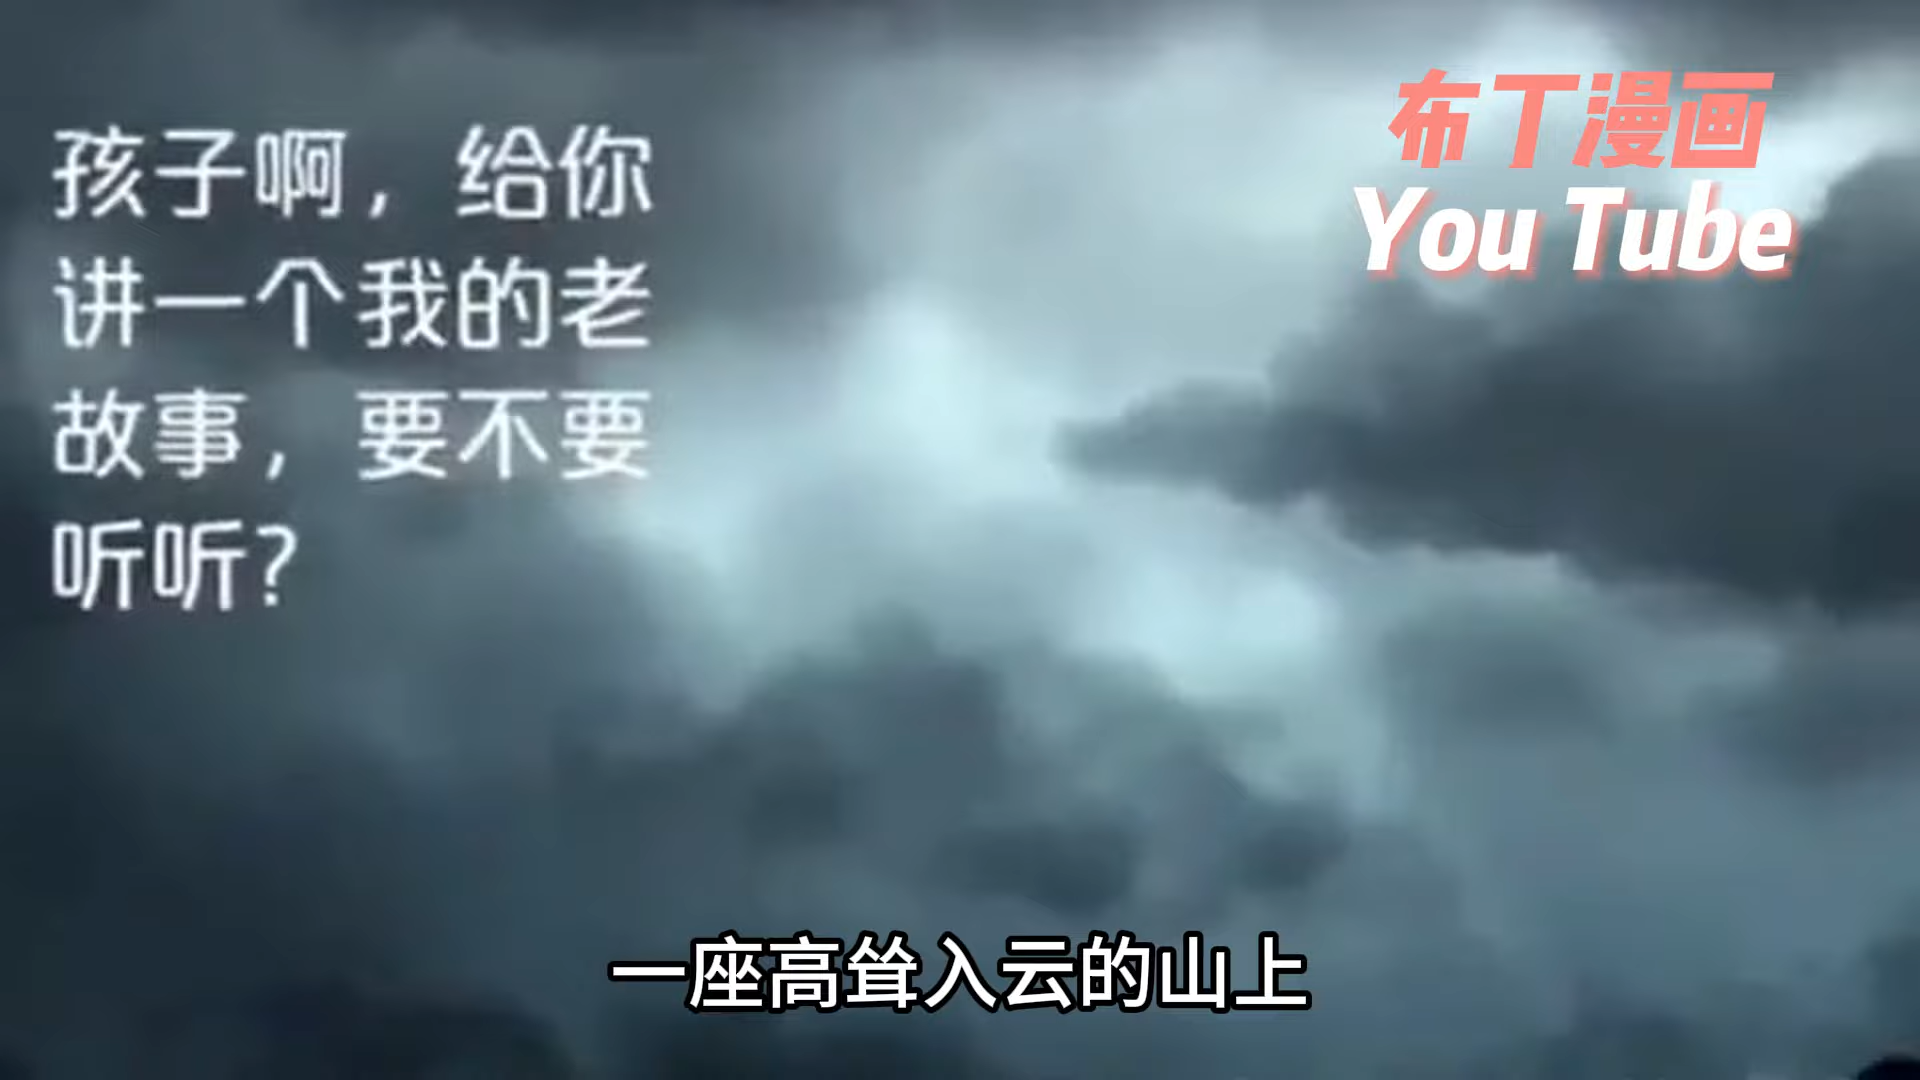 孩子啊，给你
讲一个我的老
故事，要不要
听听?
布丁漫画
You Tube
一座高耸入云的山上